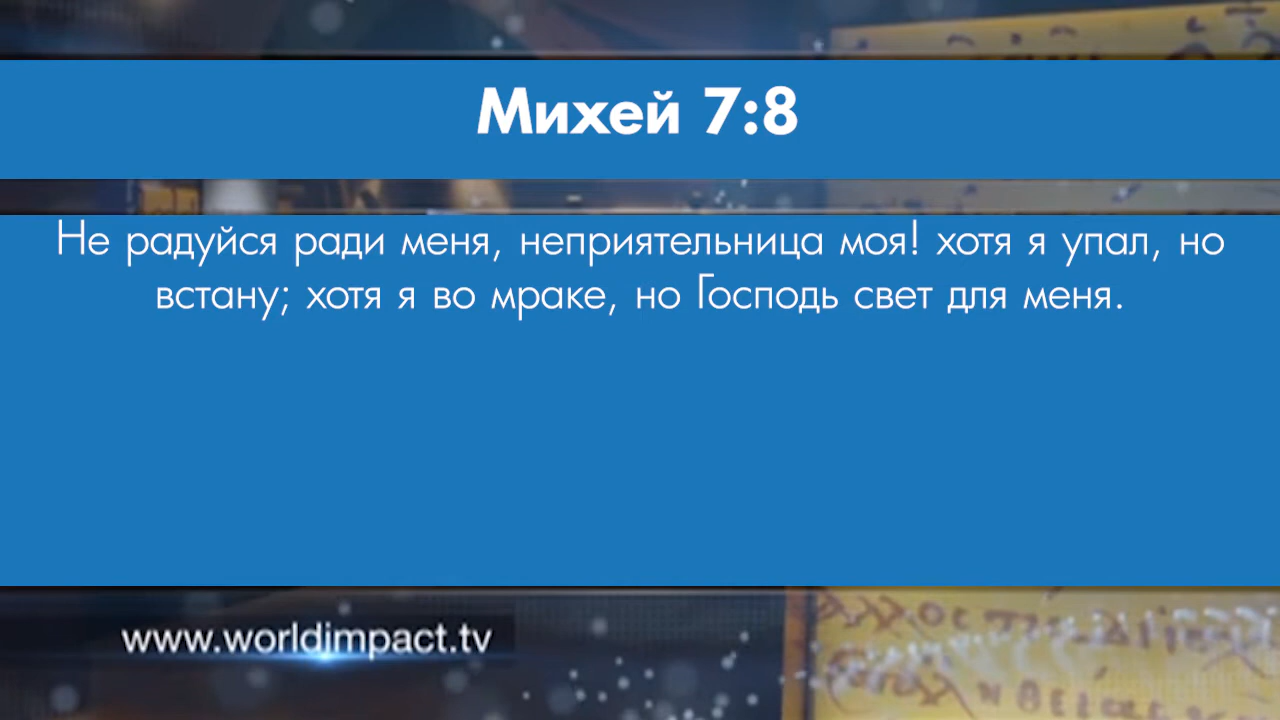 Михей 7:8
Не радуйся ради меня, неприятельница моя! хотя я упал, но
встану; хотя я во мраке, но Господь свет для меня.
www.worldimpact.tv